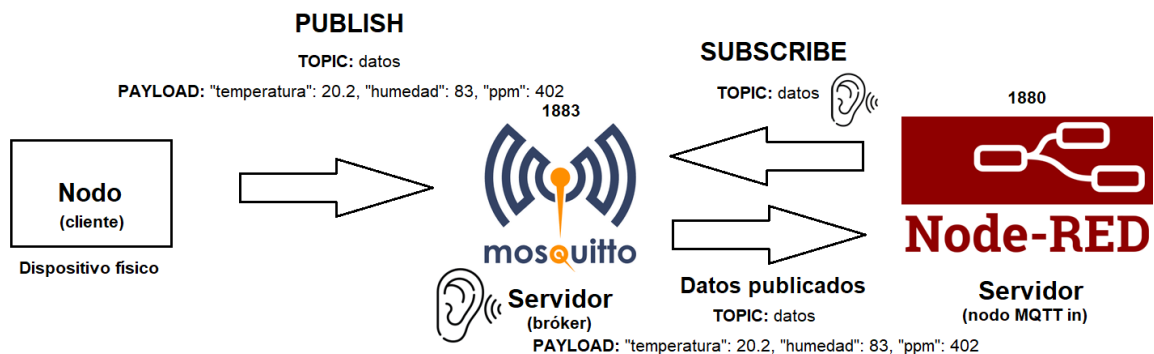 PUBLISH
TOPIC: datos
PAYLOAD: "temperatura": 20.2, "humedad": 83, "ppm": 402
1883
SUBSCRIBE
TOPIC: datos
1880
Nodo
(cliente)
Dispositivo físico
mosquitto
Servidor
(bróker)
Datos publicados
TOPIC: datos
PAYLOAD: "temperatura": 20.2, "humedad": 83, "ppm": 402
Node-RED
Servidor
(nodo MQTT in)